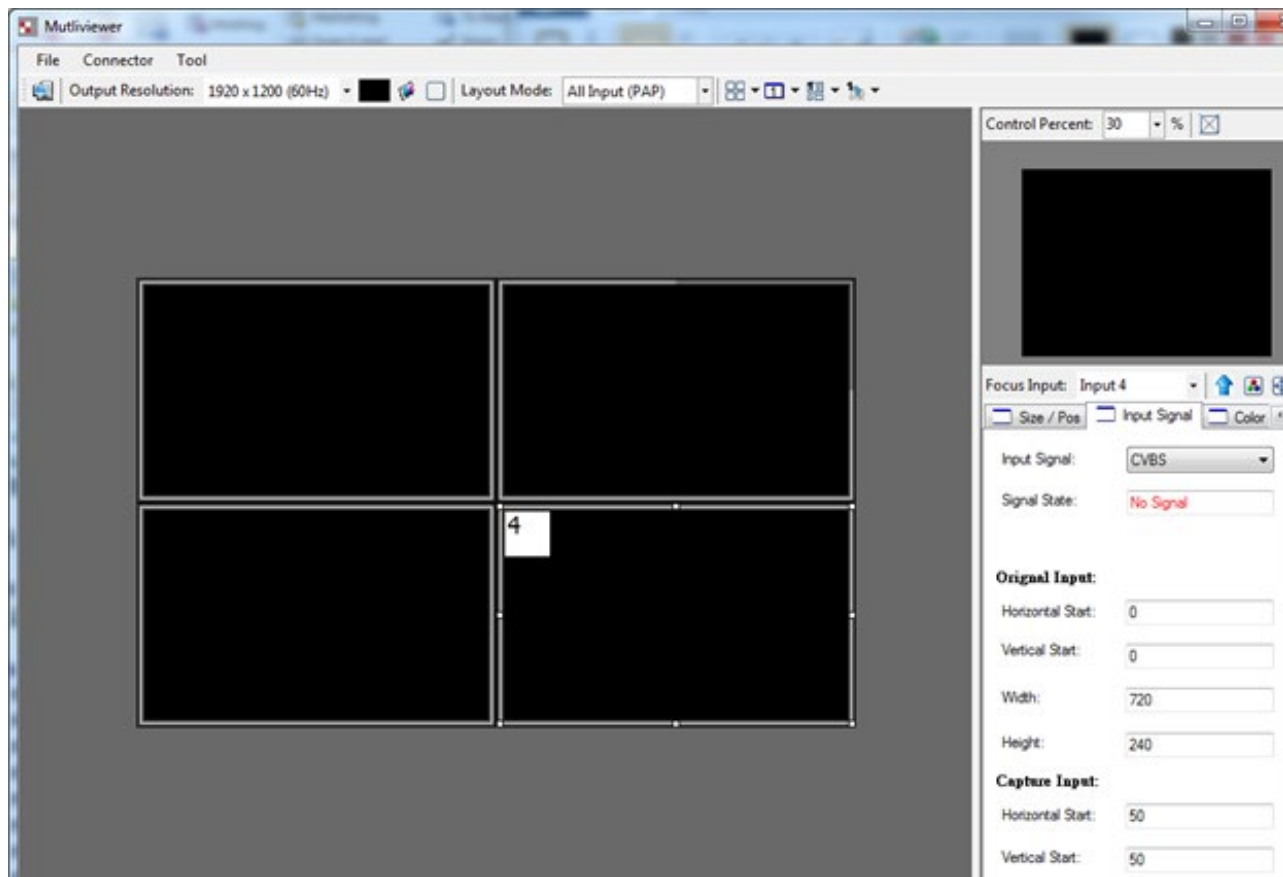 Mutliviewer
File Connector Tool
Output Resolution: 1920 x 1200 (60Hz) Layout Mode: All Input (PAP)
Control Percent: 30 %
Focus Input: Input 4
Size / Pos Input Signal Color
Input Signal: CVBS
Signal State: No Signal
4
Orignal Input:
Horizontal Start: 0
Vertical Start: 0
Width: 720
Height: 240
Capture Input:
Horizontal Start: 50
Vertical Start: 50